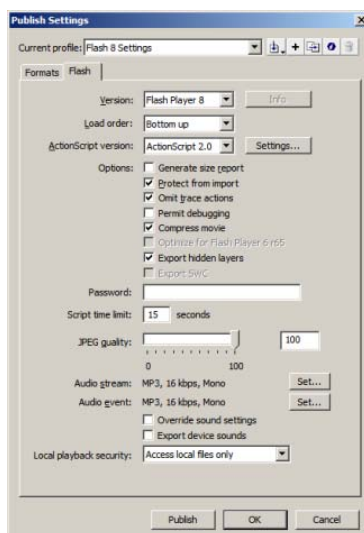 Publish Settings
Current profile: Flash 8 Settings
Formats Flash
Version: Flash Player 8 Info
Load order: Bottom up
ActionScript version: ActionScript 2.0 Settings...
Options: Generate size report
Protect from import
Omit trace actions
Permit debugging
Compress movie
Optimize for Flash Player 6 r65
Export hidden layers
Export SWC
Password:
Script time limit: 15 seconds
JPEG quality: 100
0 100
Audio stream: MP3, 16 kbps, Mono Set...
Audio event: MP3, 16 kbps, Mono Set...
Override sound settings
Export device sounds
Local playback security: Access local files only
Publish OK Cancel